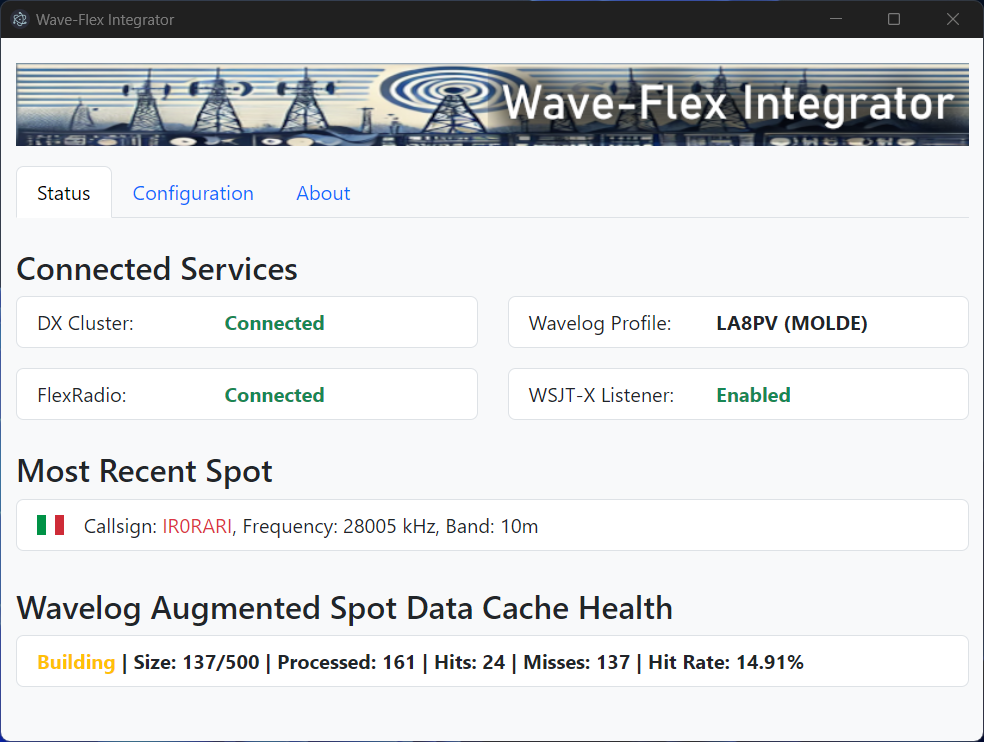 Wave-Flex Integrator
Wave-Flex Integrator
Status Configuration About
Connected Services
DX Cluster: Connected Wavelog Profile: LA8PV (MOLDE)
FlexRadio: Connected WSJT-X Listener: Enabled
Most Recent Spot
Callsign: IR0RARI, Frequency: 28005 kHz, Band: 10m
Wavelog Augmented Spot Data Cache Health
Building | Size: 137/500 | Processed: 161 | Hits: 24 | Misses: 137 | Hit Rate: 14.91%